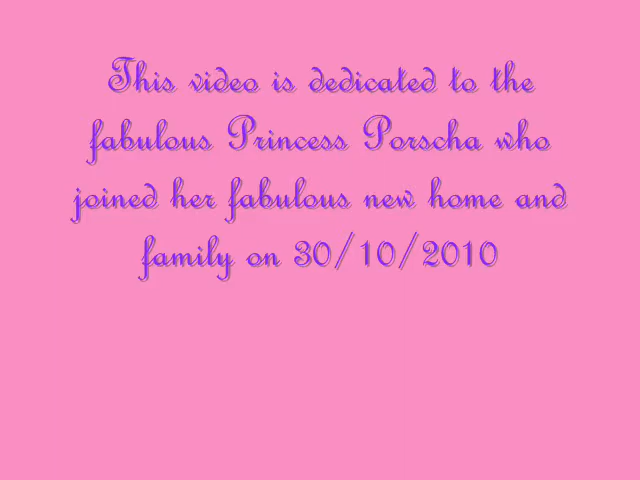 This video is dedicated to the
fabulous Princess Porscha who
joined her fabulous new home and
family on 30/10/2010